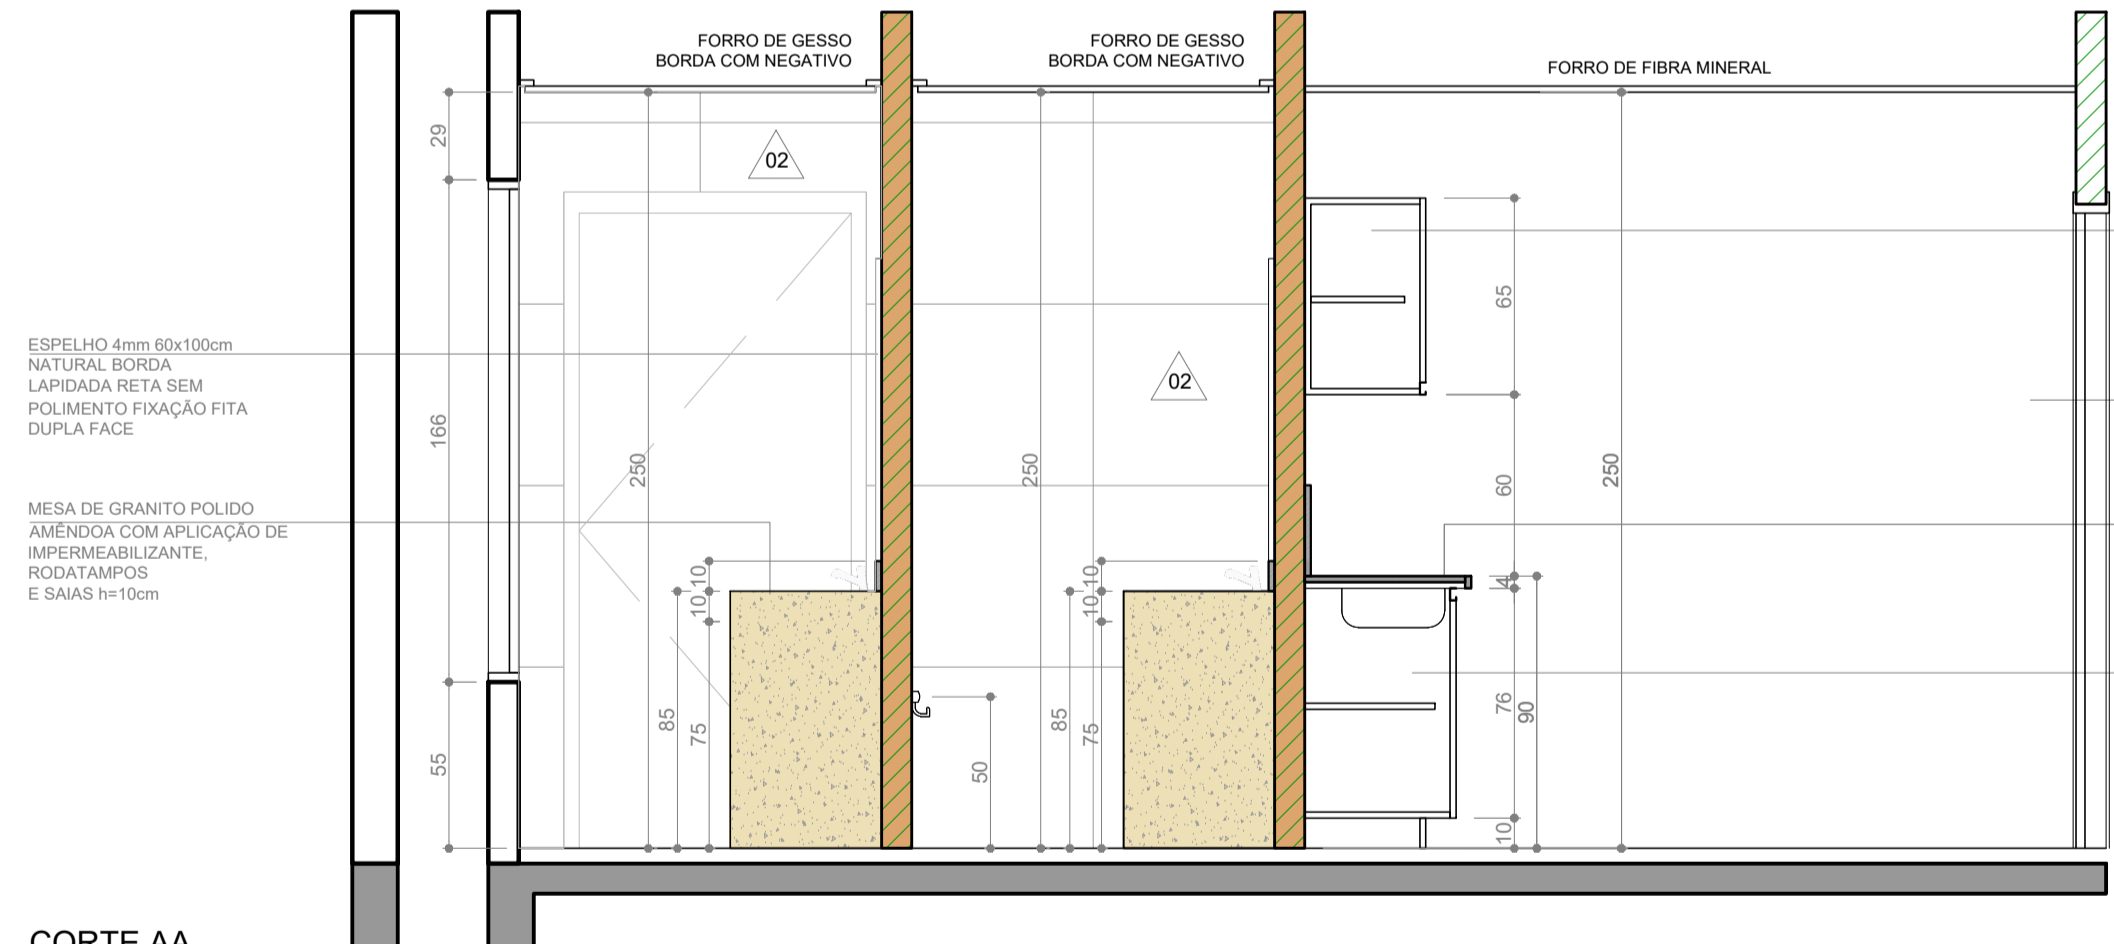 FORRO DE GESSO
BORDA COM NEGATIVO
FORRO DE GESSO
BORDA COM NEGATIVO
FORRO DE FIBRA MINERAL
29
166
55
02
250
85
75
10
10
02
250
85
75
10
10
50
65
60
4
76
90
10
250
ESPELHO 4mm 60x100cm
NATURAL BORDA
LAPIDADA RETA SEM
POLIMENTO FIXAÇÃO FITA
DUPLA FACE
MESA DE GRANITO POLIDO
AMÊNDOA COM APLICAÇÃO DE
IMPERMEABILIZANTE,
RODATAMPOS
E SAIAS h=10cm
CORTE AA